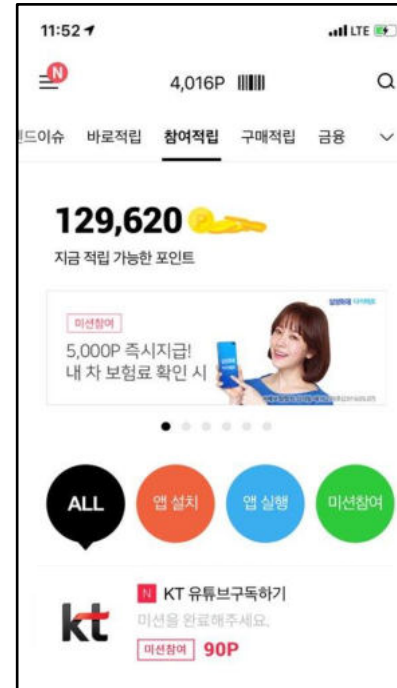 11:52
LTE
N
4,016P
드이슈 바로적립 참여적립 구매적립 금융
129,620
지금 적립 가능한 포인트
미션참여
5,000P 즉시지급!
내 차 보험료 확인 시
ALL
앱 설치
앱 실행
미션참여
kt
N KT 유튜브구독하기
미션을 완료해주세요.
미션참여 90P